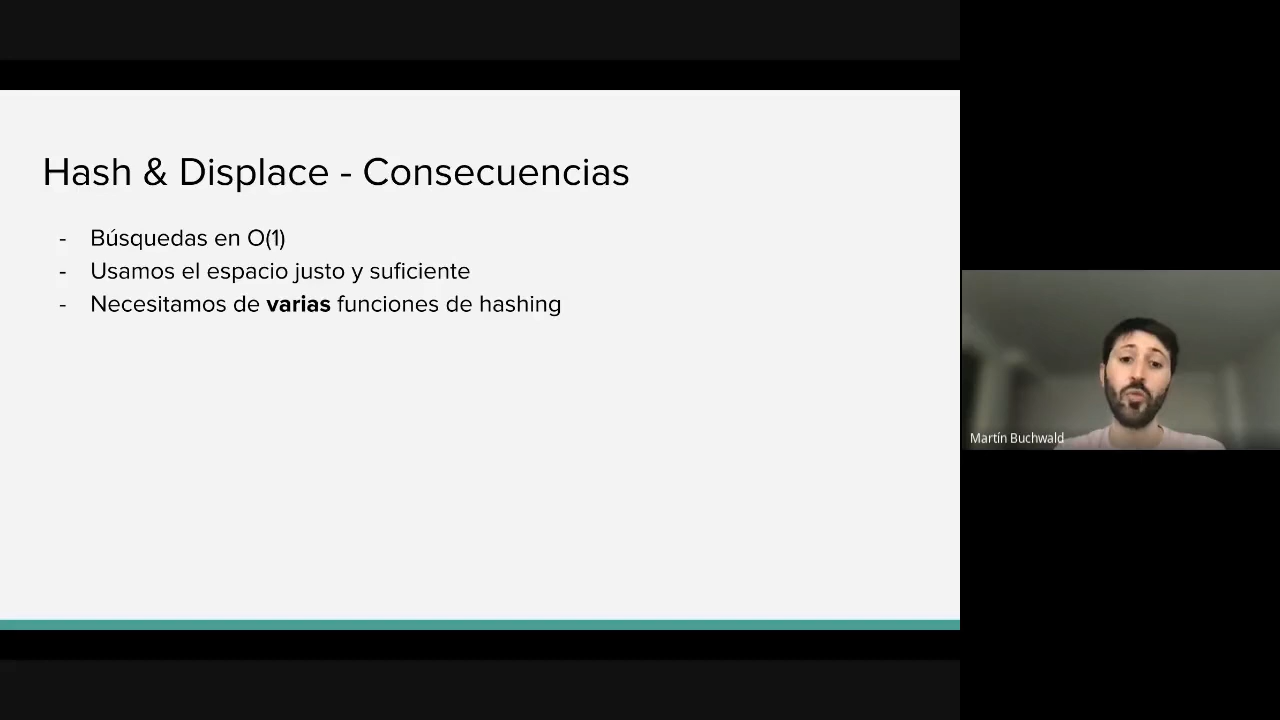 Hash & Displace - Consecuencias
- Búsquedas en O(1)
- Usamos el espacio justo y suficiente
- Necesitamos de varias funciones de hashing
Martín Buchwald